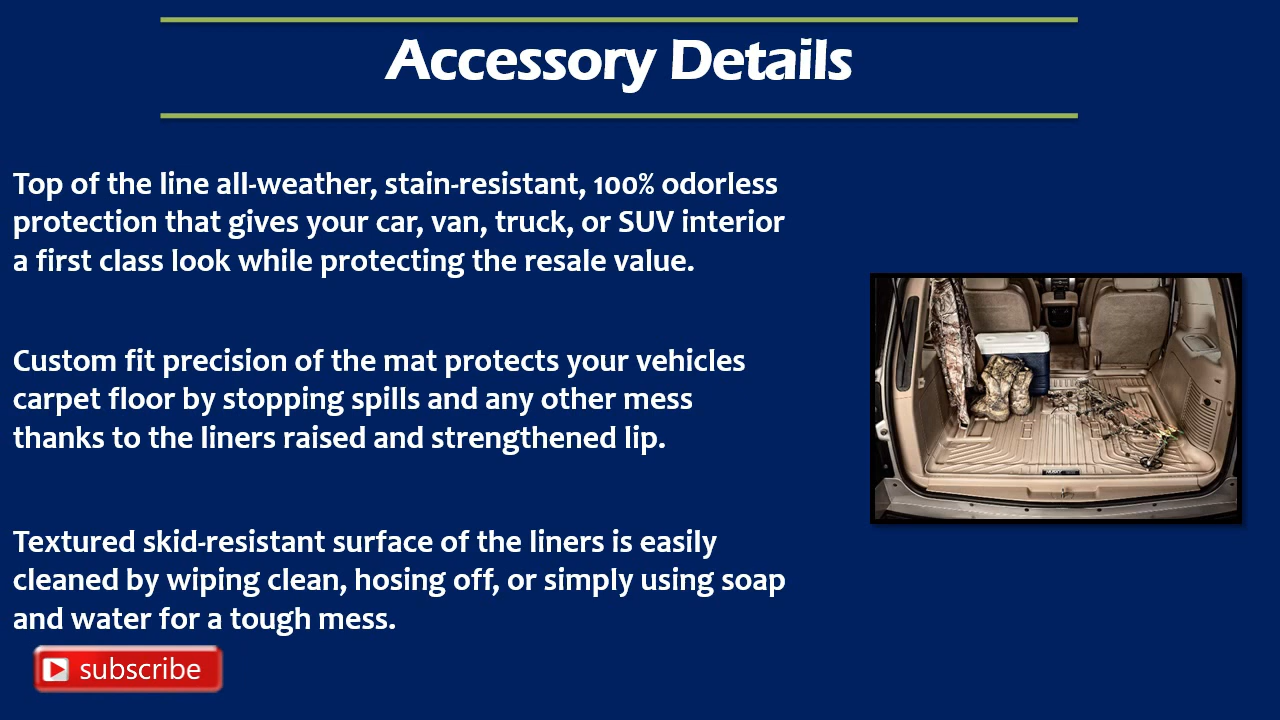 Accessory Details
Top of the line all-weather, stain-resistant, 100% odorless
protection that gives your car, van, truck, or SUV interior
a first class look while protecting the resale value.
Custom fit precision of the mat protects your vehicles
carpet floor by stopping spills and any other mess
thanks to the liners raised and strengthened lip.
Textured skid-resistant surface of the liners is easily
cleaned by wiping clean, hosing off, or simply using soap
and water for a tough mess.
subscribe